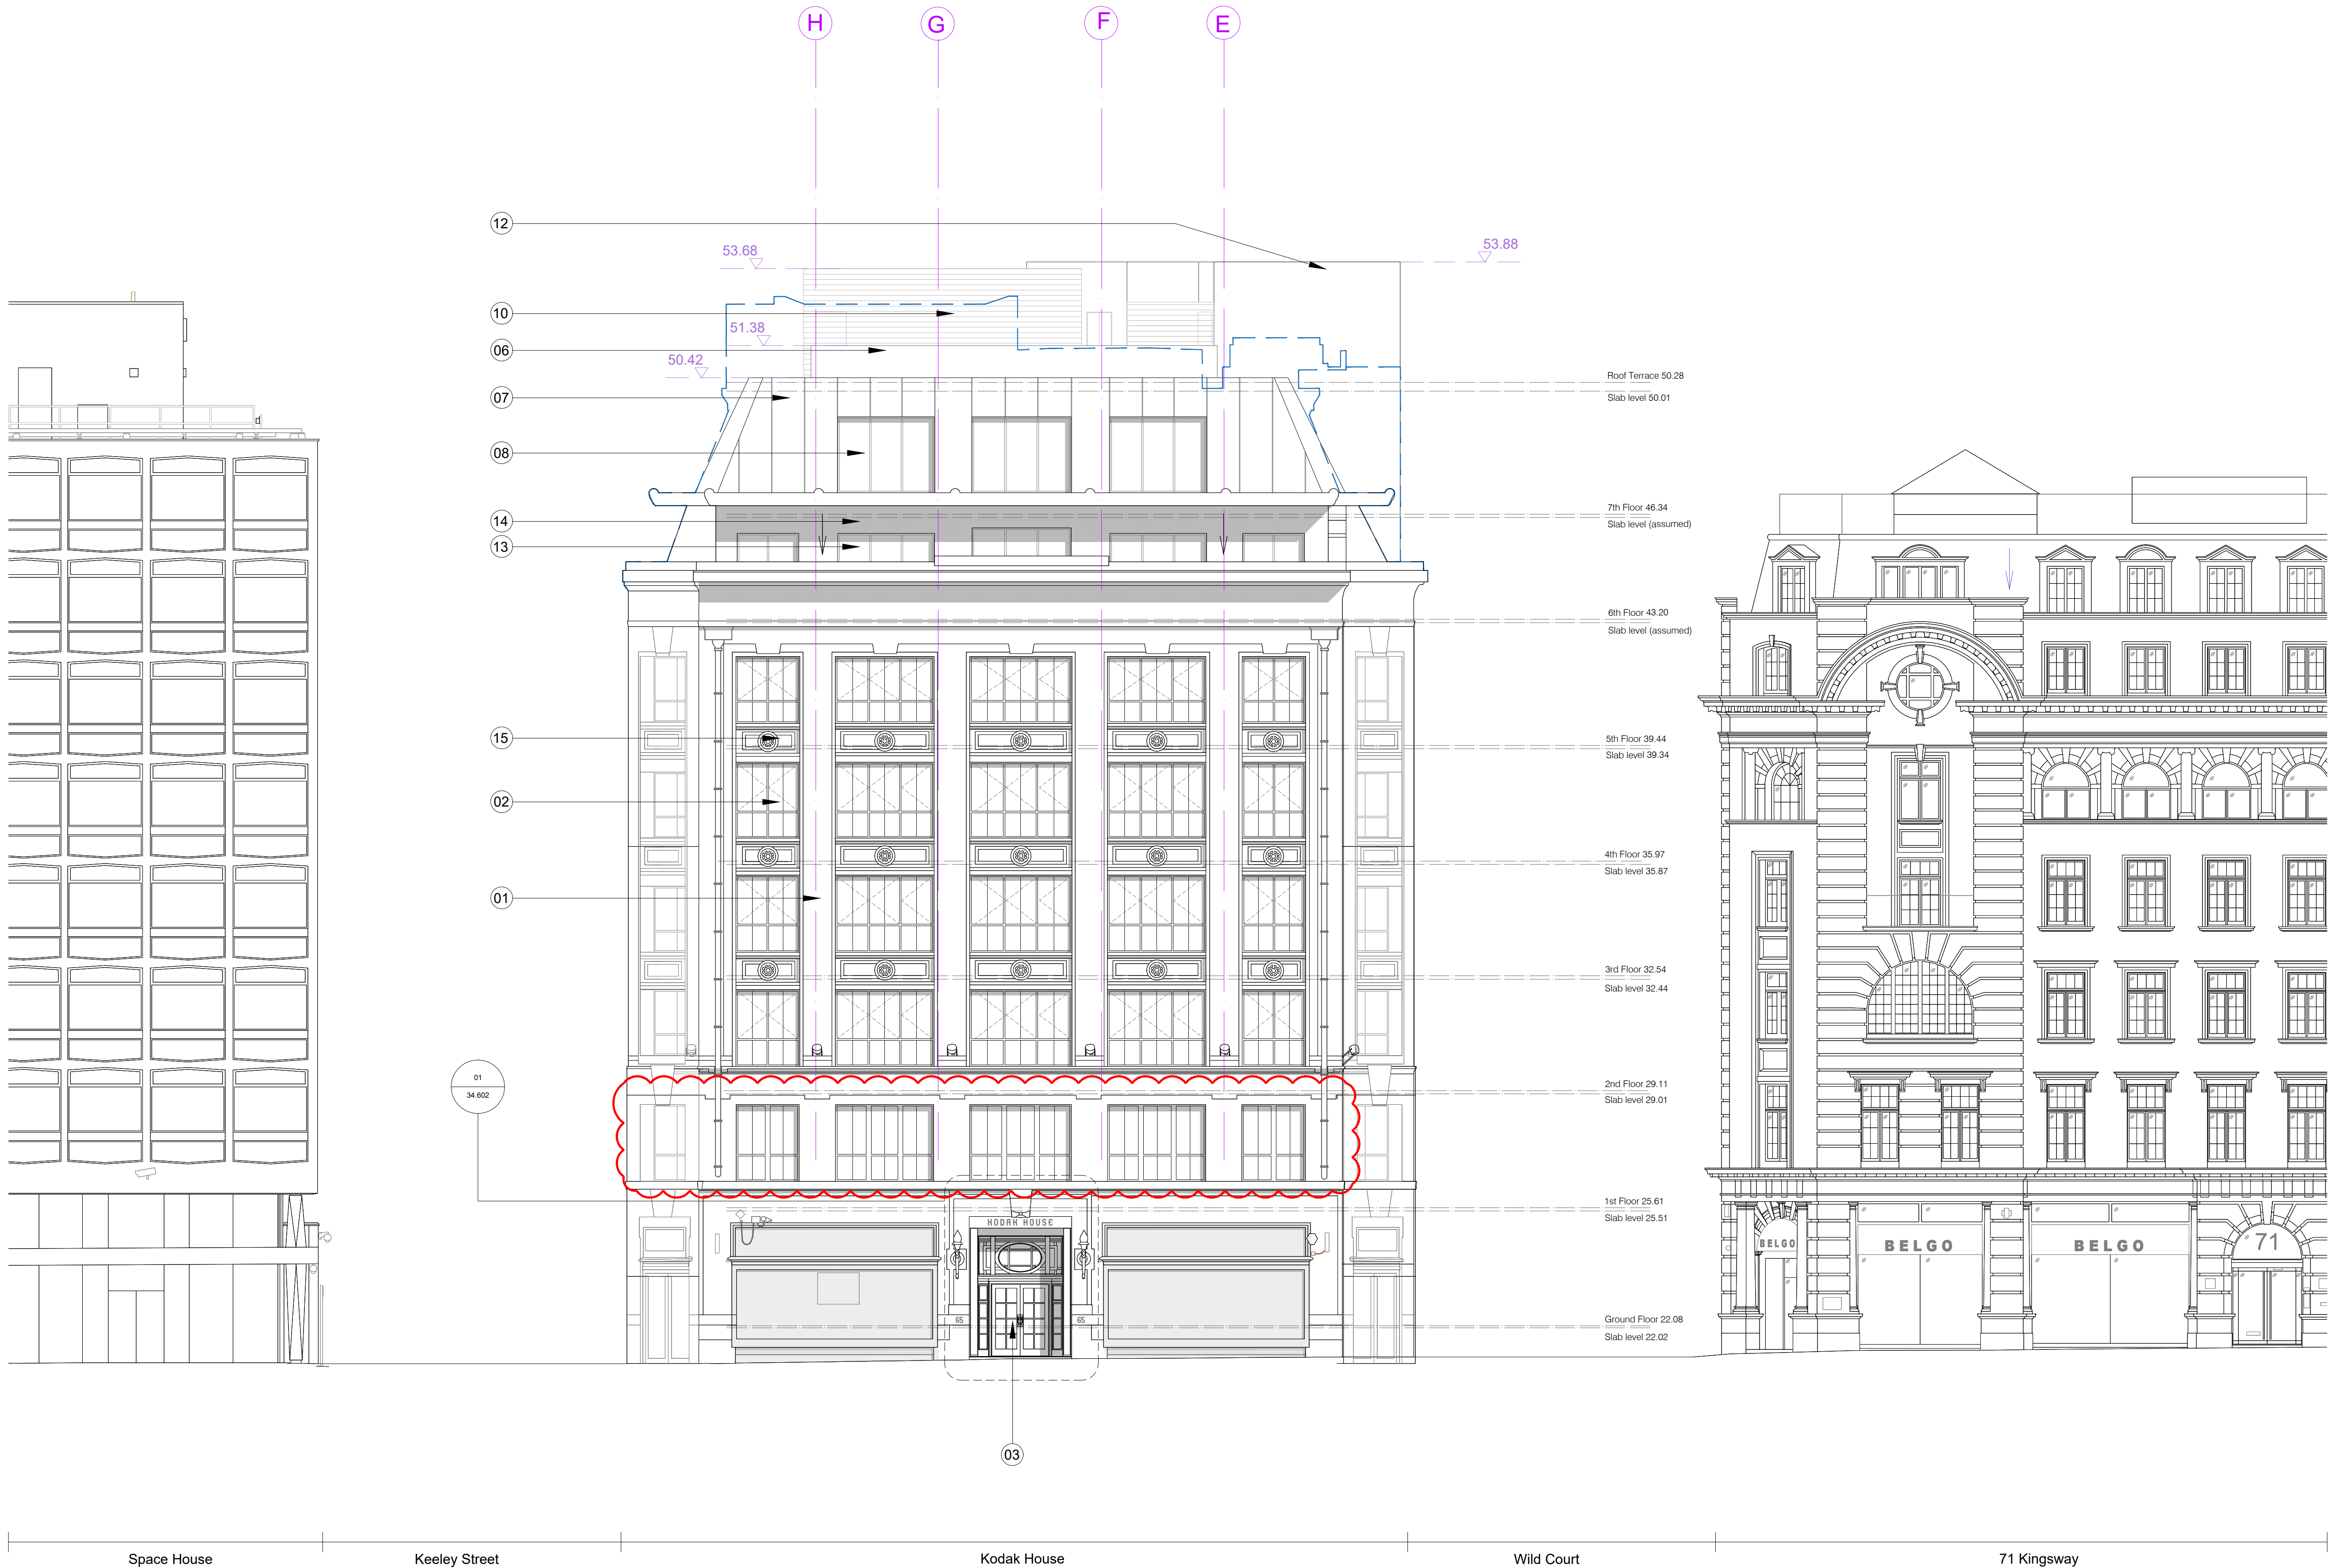 H
G
F
E
12
53.68
53.88
10
51.38
06
50.42
Roof Terrace 50.28
07
Slab level 50.01
08
7th Floor 46.34
14
Slab level (assumed)
13
6th Floor 43.20
Slab level (assumed)
15
5th Floor 39.44
Slab level 39.34
02
4th Floor 35.97
Slab level 35.87
01
3rd Floor 32.54
Slab level 32.44
01
34.602
2nd Floor 29.11
Slab level 29.01
1st Floor 25.61
Slab level 25.51
KODAK HOUSE
BELGO
BELGO
BELGO
71
65
65
Ground Floor 22.08
Slab level 22.02
03
Space House
Keeley Street
Kodak House
Wild Court
71 Kingsway